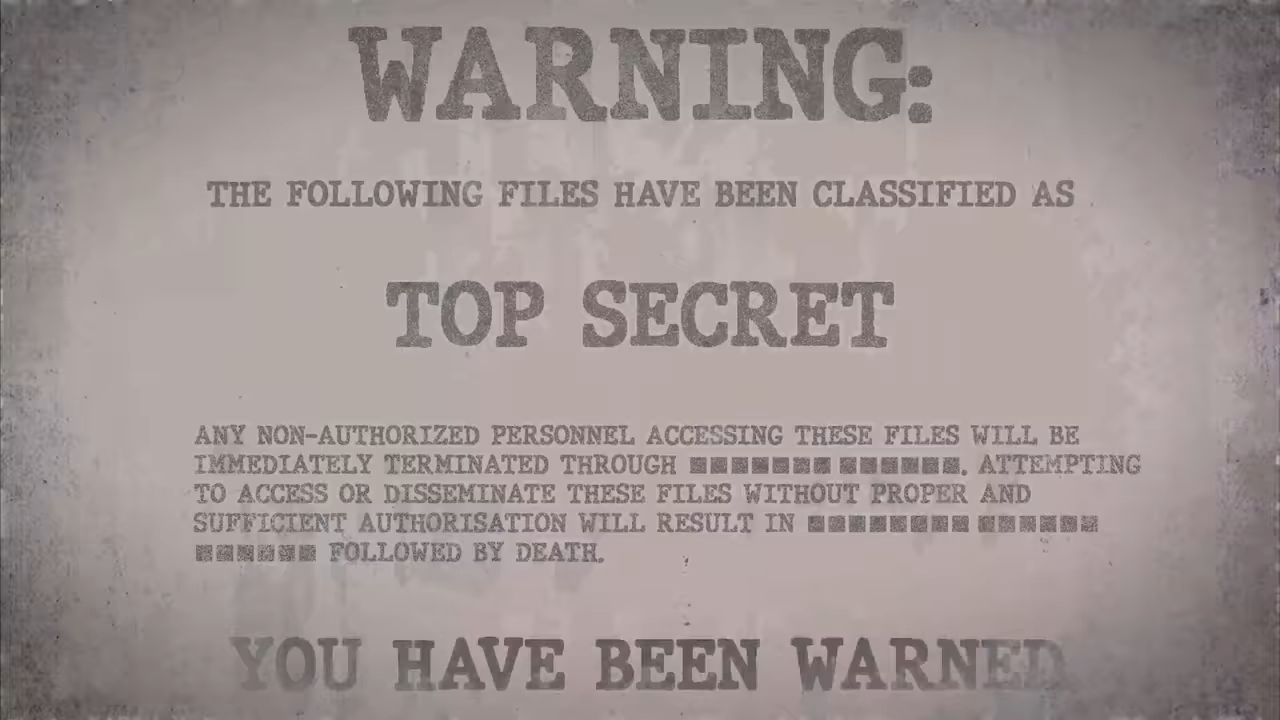 WARNING:
THE FOLLOWING FILES HAVE BEEN CLASSIFIED AS
TOP SECRET
ANY NON-AUTHORIZED PERSONNEL ACCESSING THESE FILES WILL BE
IMMEDIATELY TERMINATED THROUGH ■■■■■■■ ■■■■■■. ATTEMPTING
TO ACCESS OR DISSEMINATE THESE FILES WITHOUT PROPER AND
SUFFICIENT AUTHORISATION WILL RESULT IN ■■■■■■■■ ■■■■■■
■■■■■■ FOLLOWED BY DEATH.
YOU HAVE BEEN WARNED